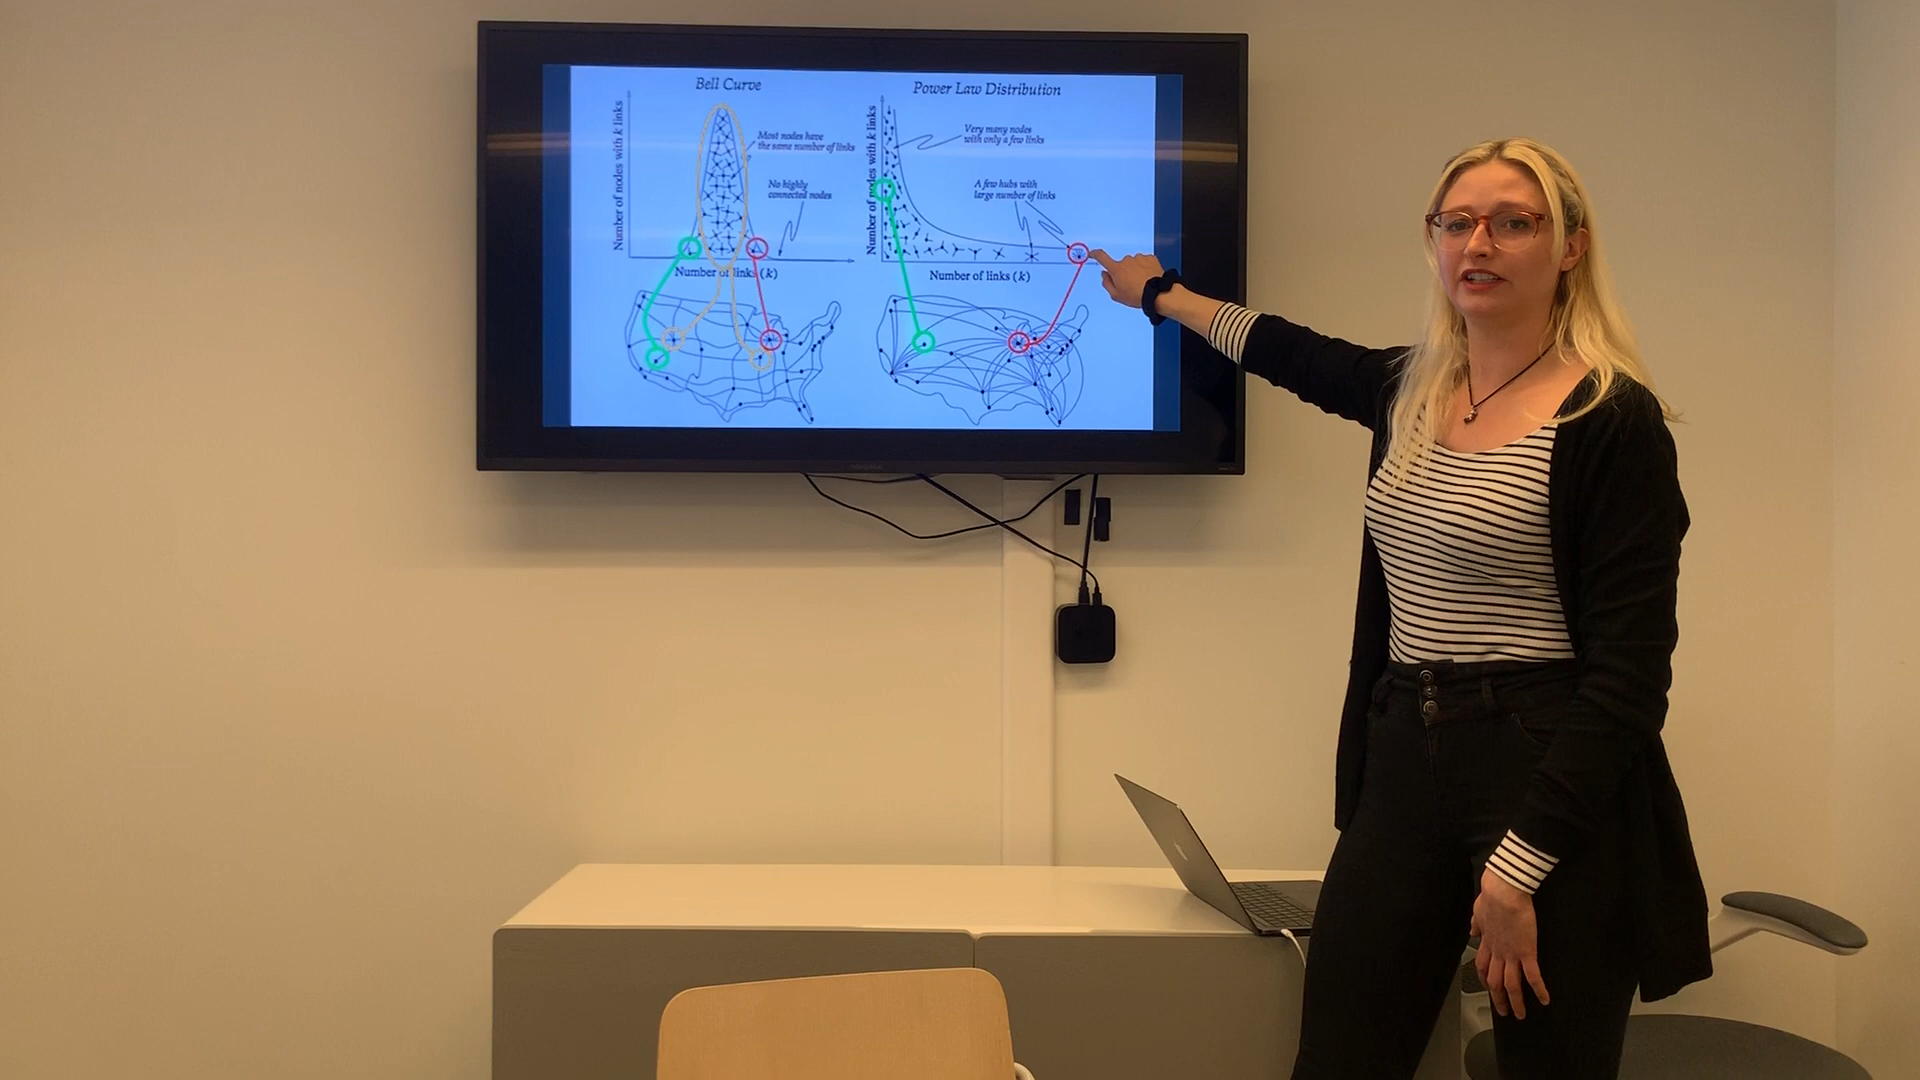 Bell Curve
Number of nodes with k links
Most nodes have
the same number of links
No highly
connected nodes
Number of links (k)
Power Law Distribution
Number of nodes with k links
Very many nodes
with only a few links
A few hubs with
large number of links
Number of links (k)